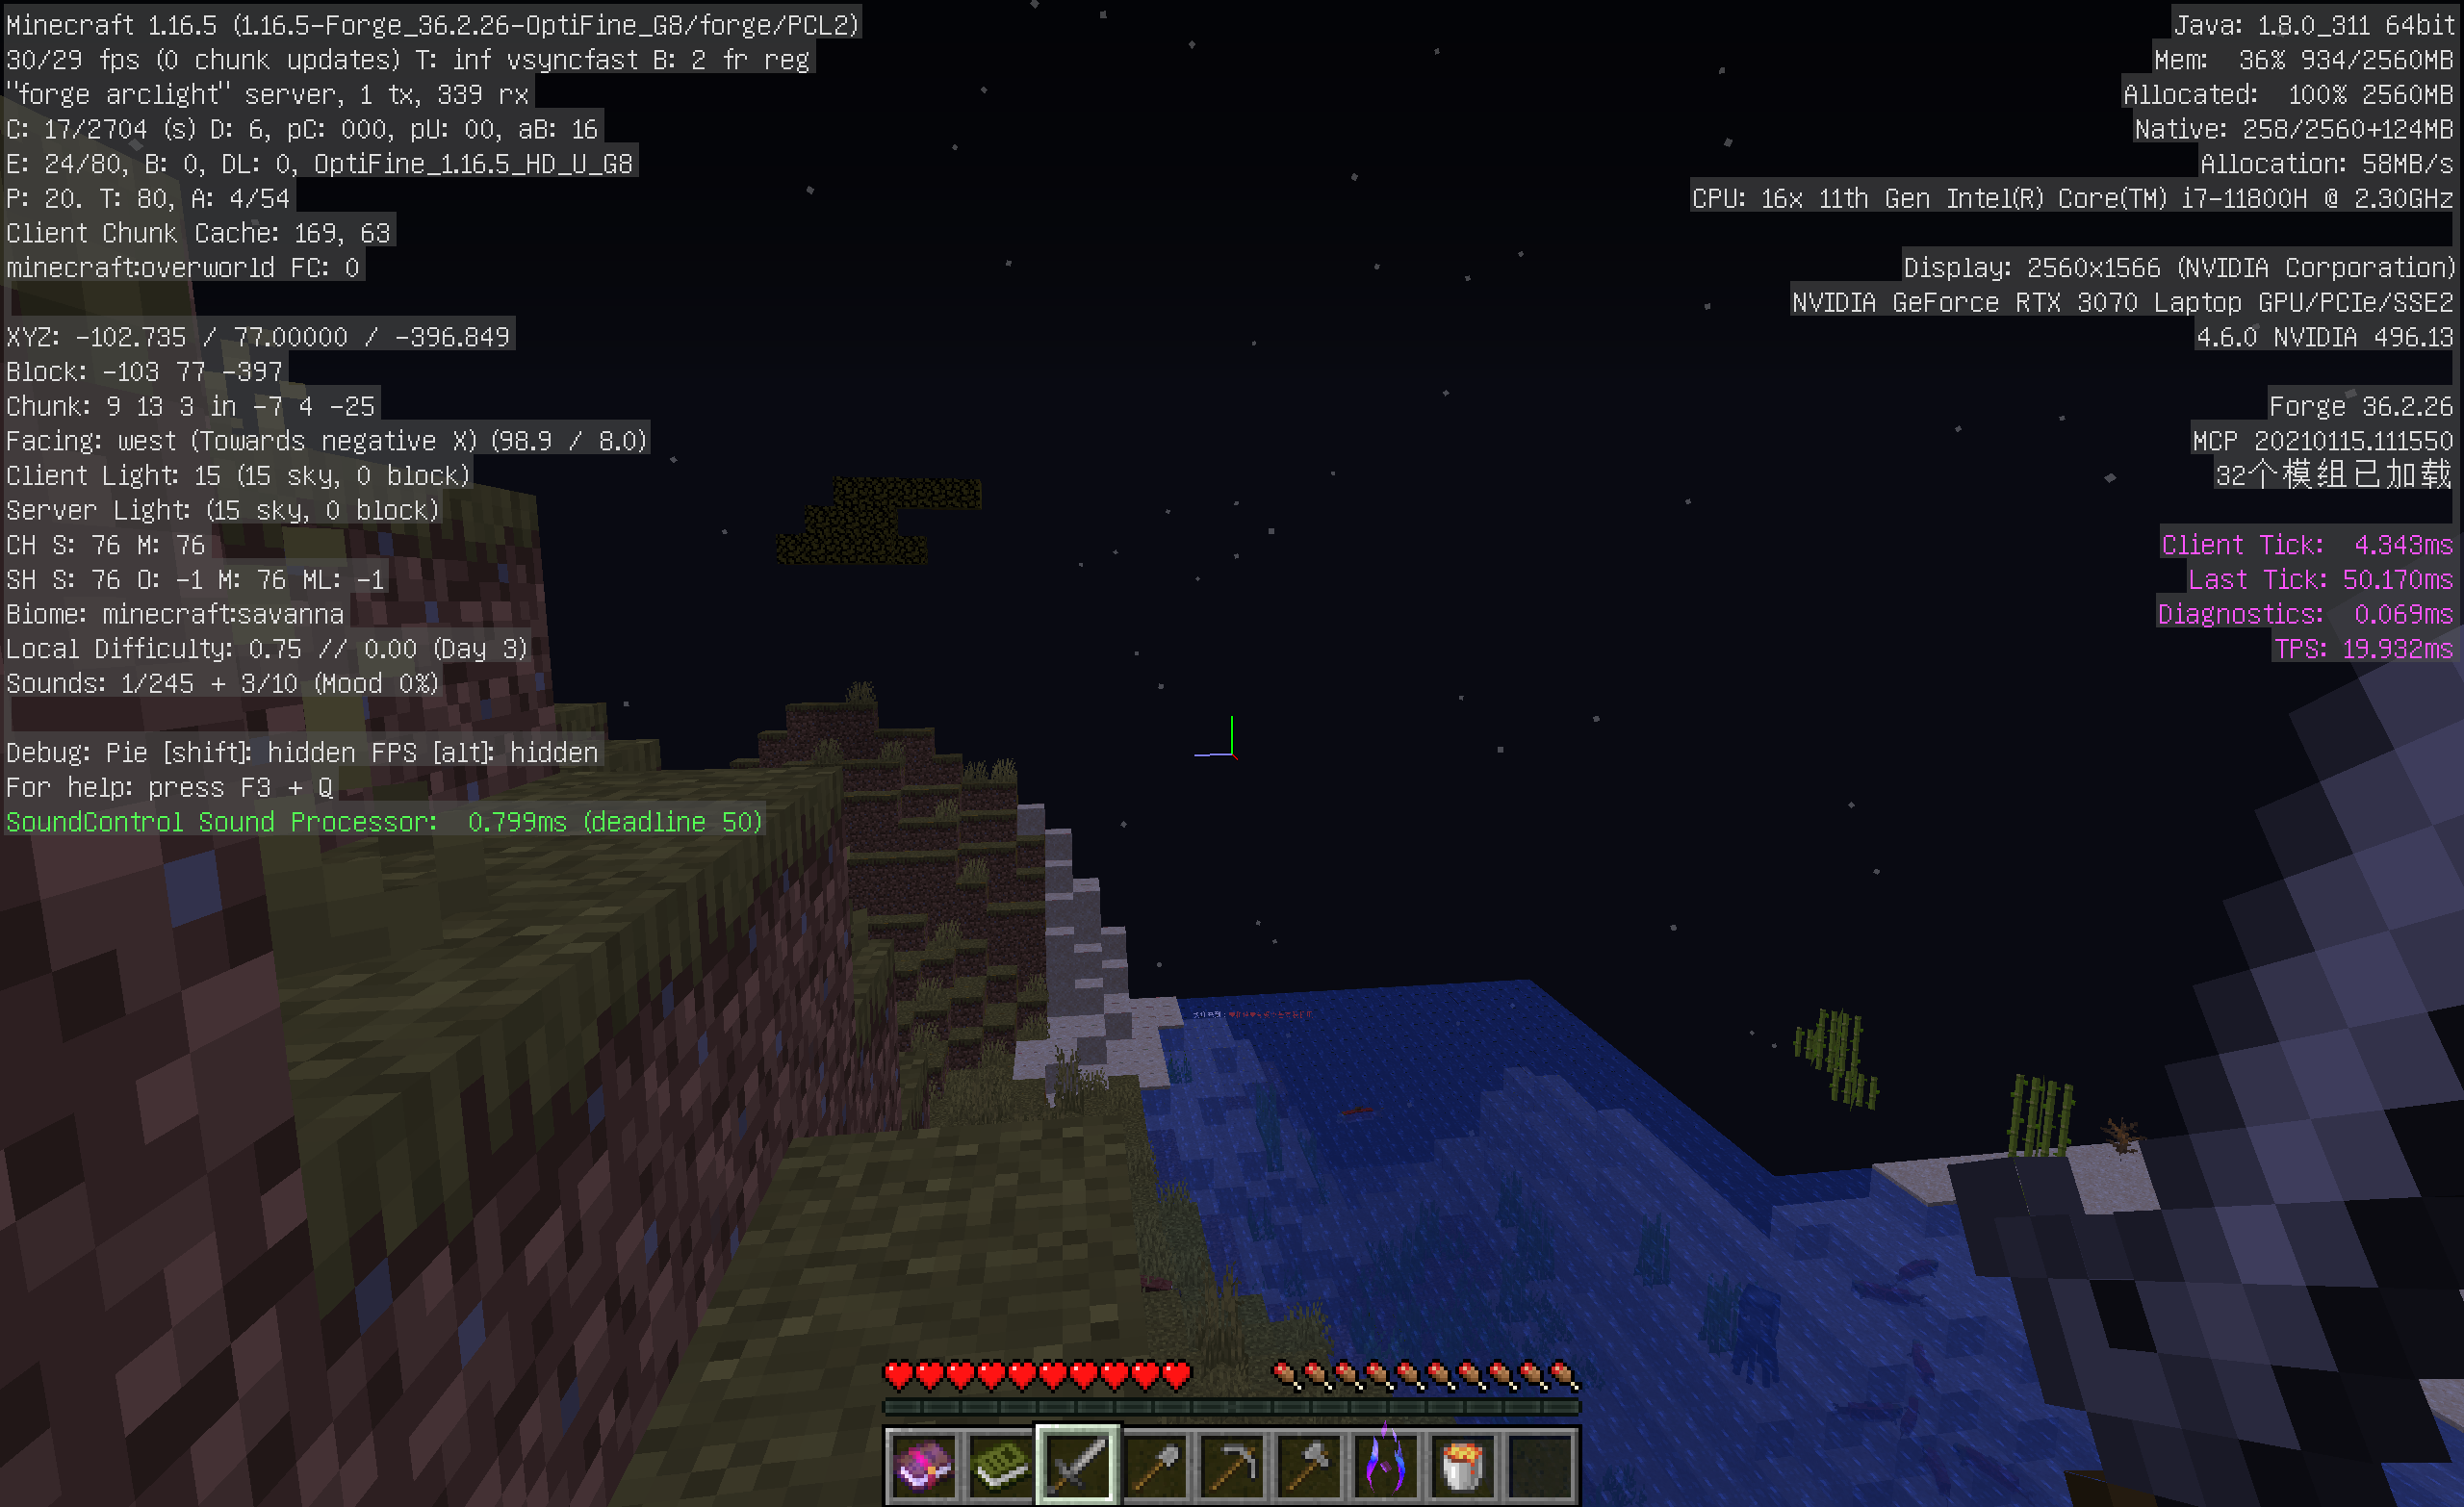 Minecraft 1.16.5 (1.16.5-Forge_36.2.26-OptiFine_G8/forge/PCL2)
30/29 fps (0 chunk updates) T: inf vsyncfast B: 2 fr reg
"forge arclight" server, 1 tx, 339 rx
C: 17/2704 (s) D: 6, pC: 000, pU: 00, aB: 16
E: 24/80, B: 0, DL: 0, OptiFine_1.16.5_HD_U_G8
P: 20. T: 80, A: 4/54
Client Chunk Cache: 169, 63
minecraft:overworld FC: 0
XYZ: -102.735 / 77.00000 / -396.849
Block: -103 77 -397
Chunk: 9 13 3 in -7 4 -25
Facing: west (Towards negative X) (98.9 / 8.0)
Client Light: 15 (15 sky, 0 block)
Server Light: (15 sky, 0 block)
CH S: 76 M: 76
SH S: 76 O: -1 M: 76 ML: -1
Biome: minecraft:savanna
Local Difficulty: 0.75 // 0.00 (Day 3)
Sounds: 1/245 + 3/10 (Mood 0%)
Debug: Pie [shift]: hidden FPS [alt]: hidden
For help: press F3 + Q
SoundControl Sound Processor: 0.799ms (deadline 50)
Java: 1.8.0_311 64bit
Mem: 36% 934/2560MB
Allocated: 100% 2560MB
Native: 258/2560+124MB
Allocation: 58MB/s
CPU: 16x 11th Gen Intel(R) Core(TM) i7-11800H @ 2.30GHz
Display: 2560x1566 (NVIDIA Corporation)
NVIDIA GeForce RTX 3070 Laptop GPU/PCIe/SSE2
4.6.0 NVIDIA 496.13
Forge 36.2.26
MCP 20210115.111550
32个模组已加载
Client Tick: 4.343ms
Last Tick: 50.170ms
Diagnostics: 0.069ms
TPS: 19.932ms